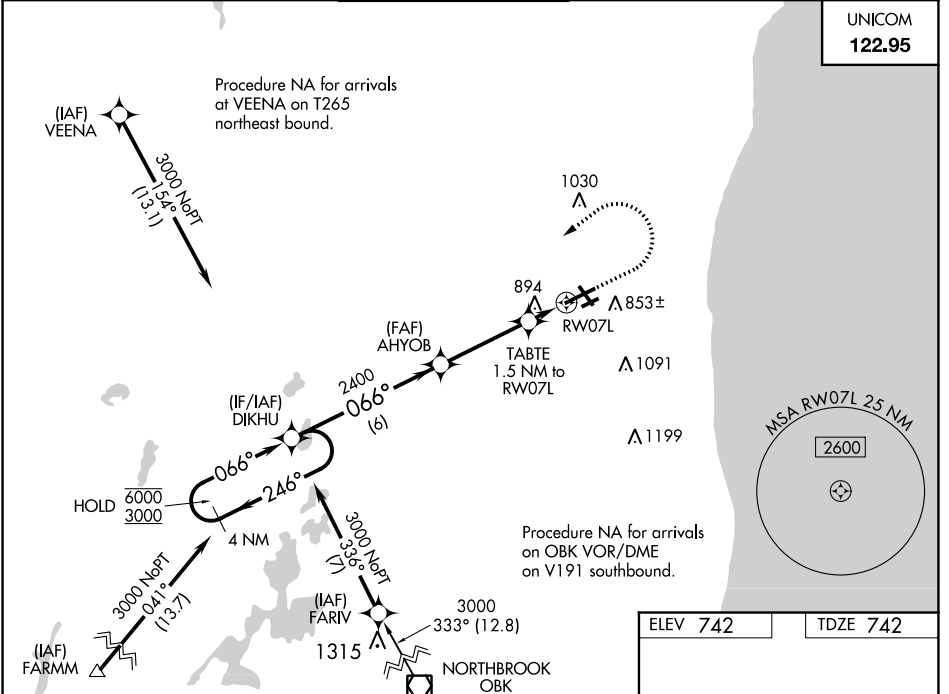 UNICOM
122.95
Procedure NA for arrivals
at VEENA on T265
northeast bound.
(IAF)
VEENA
3000 NoPT
154°
(13.1)
1030
894
853±
RW07L
(FAF)
AHYOB
TABTE
1.5 NM to
RW07L
1091
2400
066°
(6)
(IF/IAF)
DIKHU
1199
MSA RW07L 25 NM
2600
066°
246°
HOLD
6000
3000
4 NM
3000 NoPT
336°
(7)
Procedure NA for arrivals
on OBK VOR/DME
on V191 southbound.
3000 NoPT
041°
(13.7)
(IAF)
FARIV
1315
3000
333° (12.8)
(IAF)
FARMM
NORTHBROOK
OBK
ELEV 742
TDZE 742